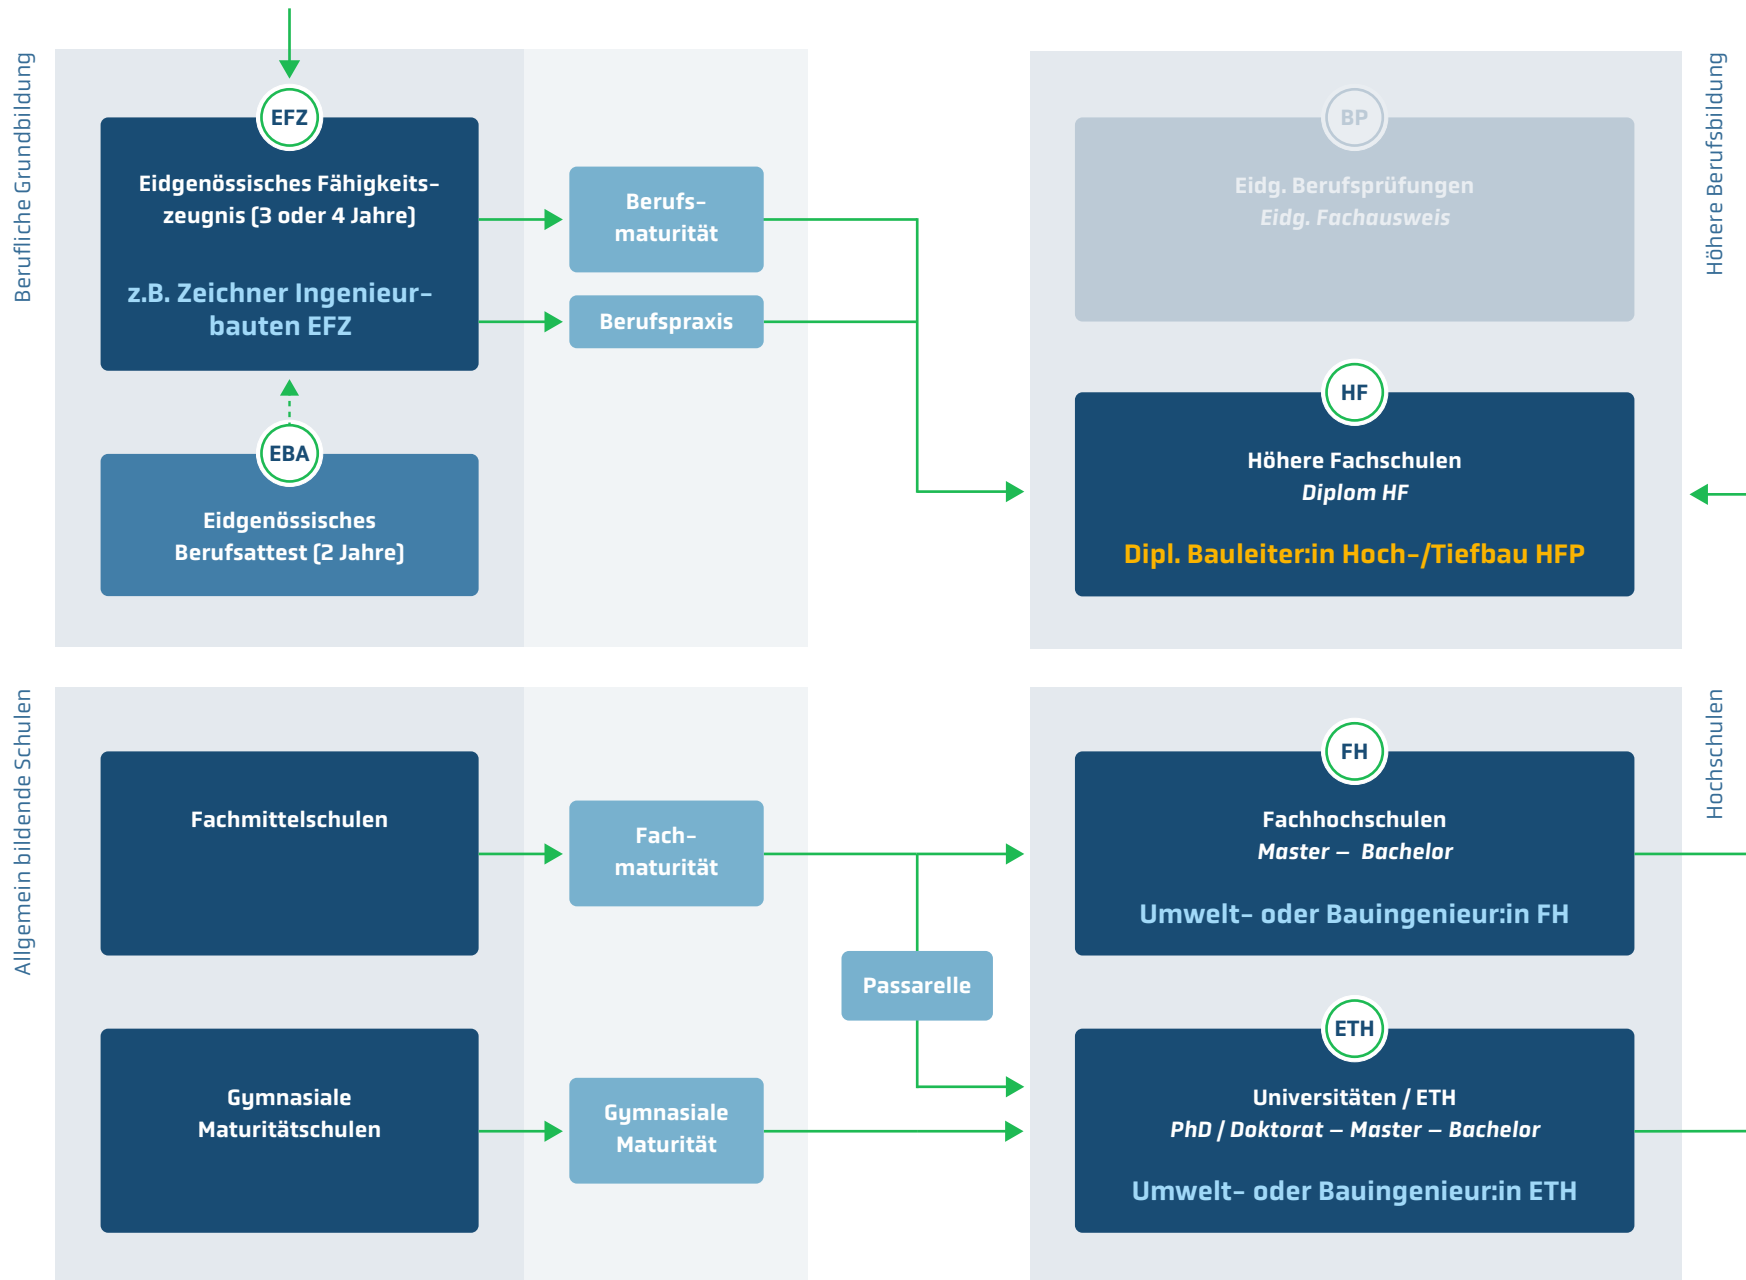 Berufliche Grundbildung
EFZ
Eidgenössisches Fähigkeits-
zeugnis (3 oder 4 Jahre)
z.B. Zeichner Ingenieur-
bauten EFZ
EBA
Eidgenössisches
Berufsattest (2 Jahre)
Berufs-
maturität
Berufspraxis
Höhere Berufsbildung
BP
Eidg. Berufsprüfungen
Eidg. Fachausweis
HF
Höhere Fachschulen
Diplom HF
Dipl. Bauleiter:in Hoch-/Tiefbau HFP
Allgemein bildende Schulen
Fachmittelschulen
Fach-
maturität
Gymnasiale
Maturitätschulen
Gymnasiale
Maturität
Passarelle
Hochschulen
FH
Fachhochschulen
Master – Bachelor
Umwelt- oder Bauingenieur:in FH
ETH
Universitäten / ETH
PhD / Doktorat – Master – Bachelor
Umwelt- oder Bauingenieur:in ETH